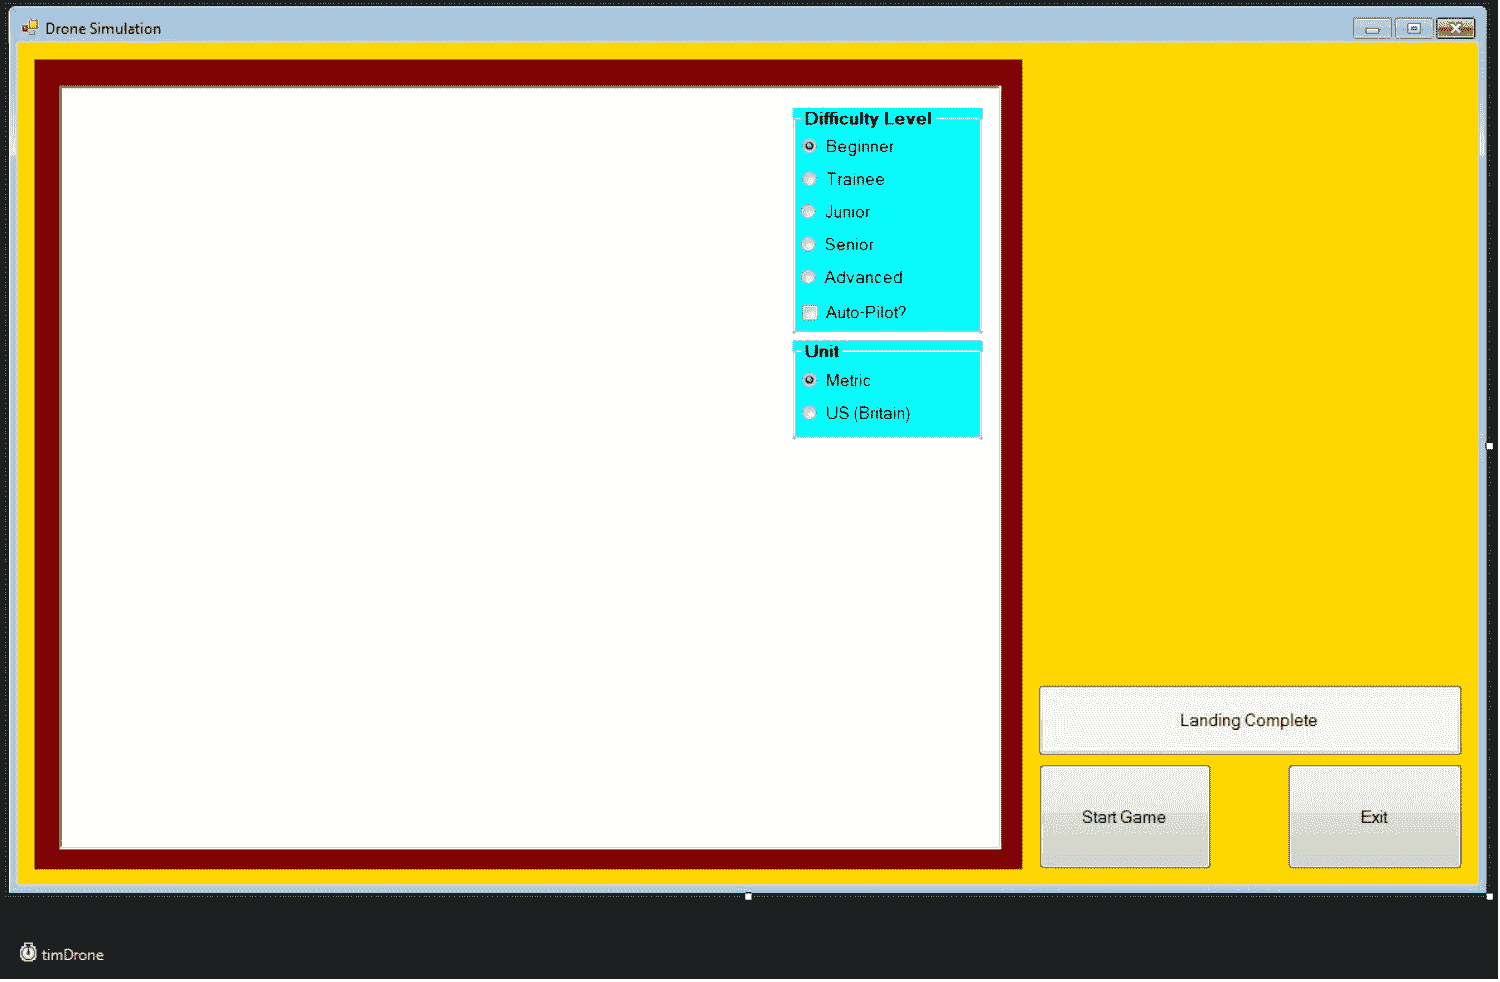 Drone Simulation
Difficulty Level
Beginner
Trainee
Junior
Senior
Advanced
Auto-Pilot?
Unit
Metric
US (Britain)
Landing Complete
Start Game
Exit
timDrone